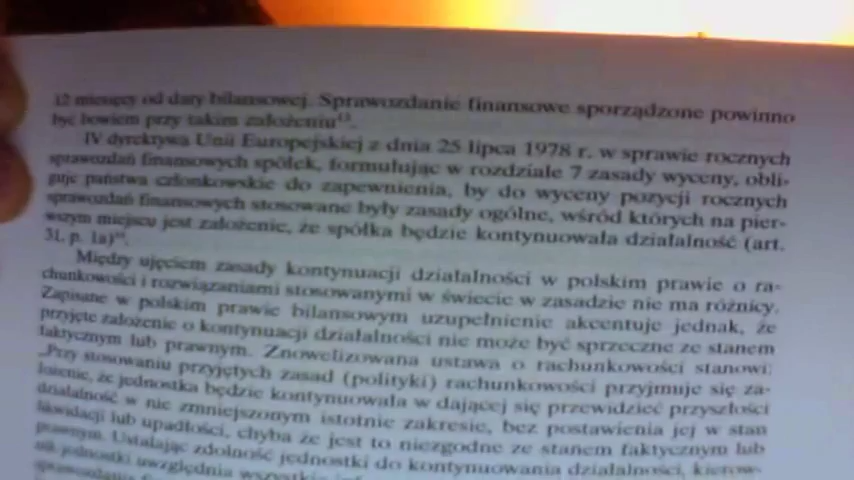 12 miesięcy od daty bilansowej. Sprawozdanie finansowe sporządzone powinno
być bowiem przy takim założeniu
IV dyrektywa Unii Europejskiej z dnia 25 lipca 1978 r. w sprawie rocznych
sprawozdań finansowych spółek, formułując w rozdziale 7 zasady wyceny, obli-
guje państwa członkowskie do zapewnienia, by do wyceny pozycji rocznych
sprawozdań finansowych stosowane były zasady ogólne, wśród których na pier-
wszym miejscu jest założenie, że spółka będzie kontynuowała działalność (art.
31, p. 1a)
Między ujęciem zasady kontynuacji działalności w polskim prawie o ra-
chunkowości i rozwiązaniami stosowanymi w świecie w zasadzie nie ma różnicy.
Zapisane w polskim prawie bilansowym uzupełnienie akcentuje jednak, że
przyjęte założenie o kontynuacji działalności nie może być sprzeczne ze stanem
faktycznym lub prawnym. Znowelizowana ustawa o rachunkowości stanowi:
„Przy stosowaniu przyjętych zasad (polityki) rachunkowości przyjmuje się za-
łożenie, że jednostka będzie kontynuowała w dającej się przewidzieć przyszłości
działalność w nie zmniejszonym istotnie zakresie, bez postawienia jej w stan
likwidacji lub upadłości, chyba że jest to niezgodne ze stanem faktycznym lub
prawnym. Ustalając zdolność jednostki do kontynuowania działalności, kierow-
nik jednostki uwzględnia wszystkie